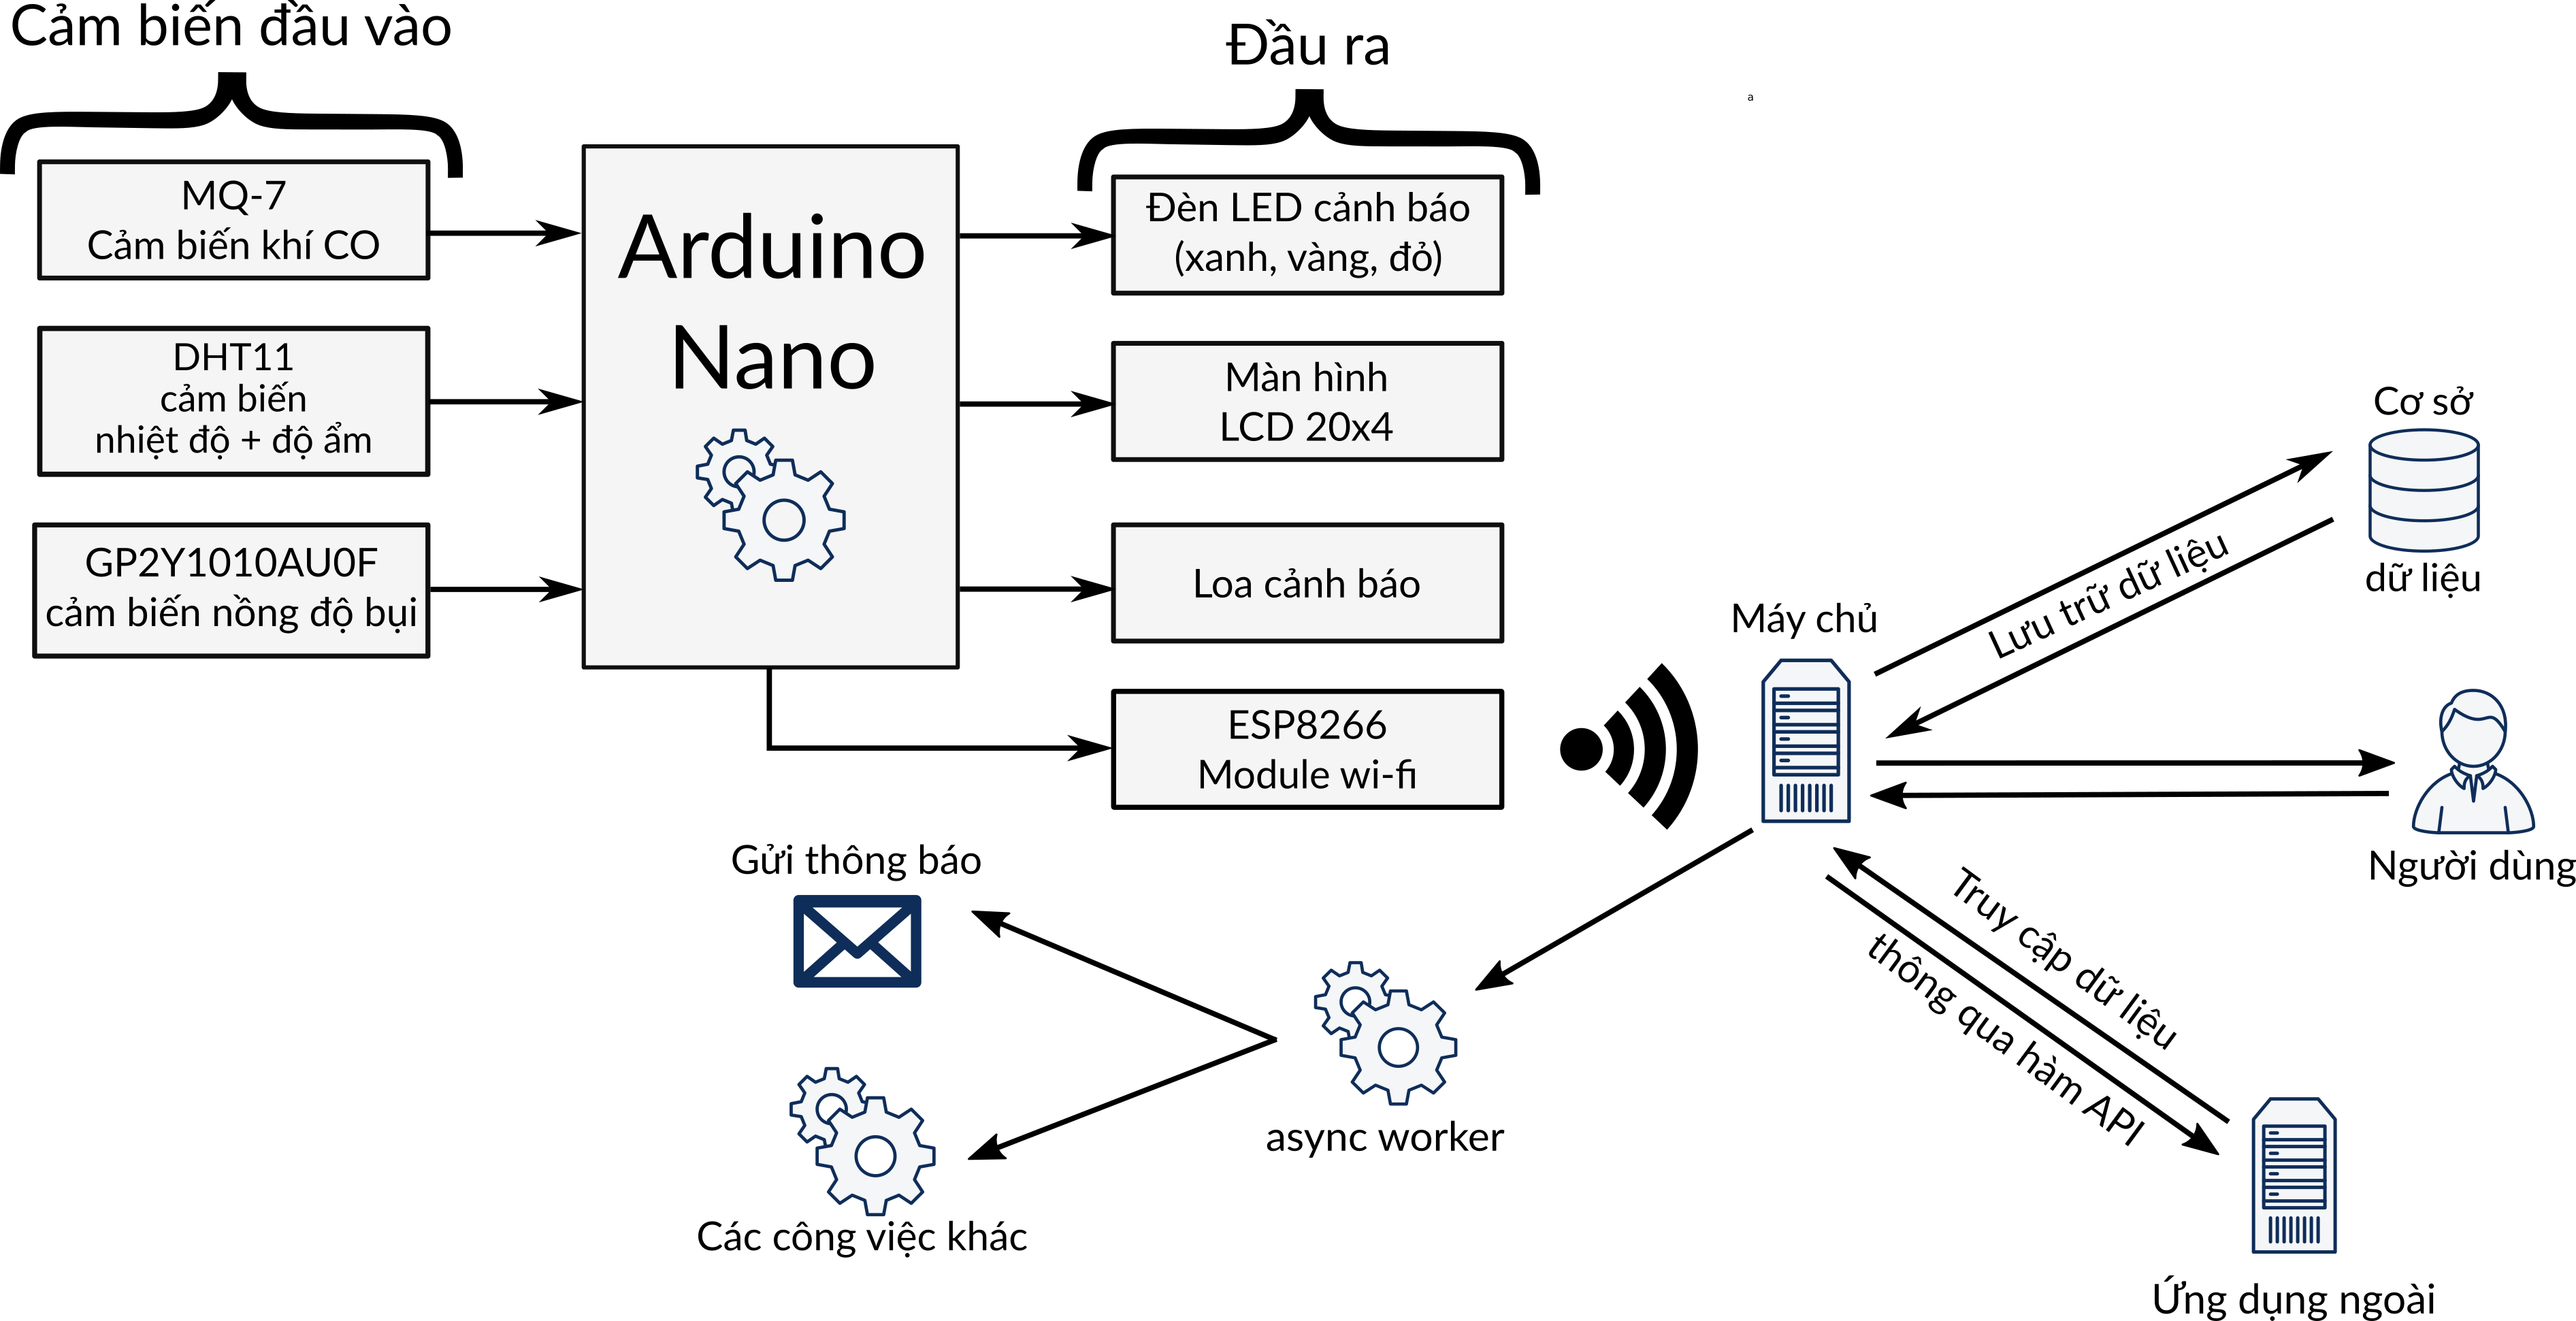 Cảm biến đầu vào
MQ-7
Cảm biến khí CO
DHT11
cảm biến
nhiệt độ + độ ẩm
GP2Y1010AU0F
cảm biến nồng độ bụi
Arduino
Nano
Đầu ra
Đèn LED cảnh báo
(xanh, vàng, đỏ)
Màn hình
LCD 20x4
Loa cảnh báo
ESP8266
Module wi-fi
a
Máy chủ
Cơ sở
dữ liệu
Lưu trữ dữ liệu
Người dùng
Truy cập dữ liệu
thông qua hàm API
Ứng dụng ngoài
async worker
Gửi thông báo
Các công việc khác